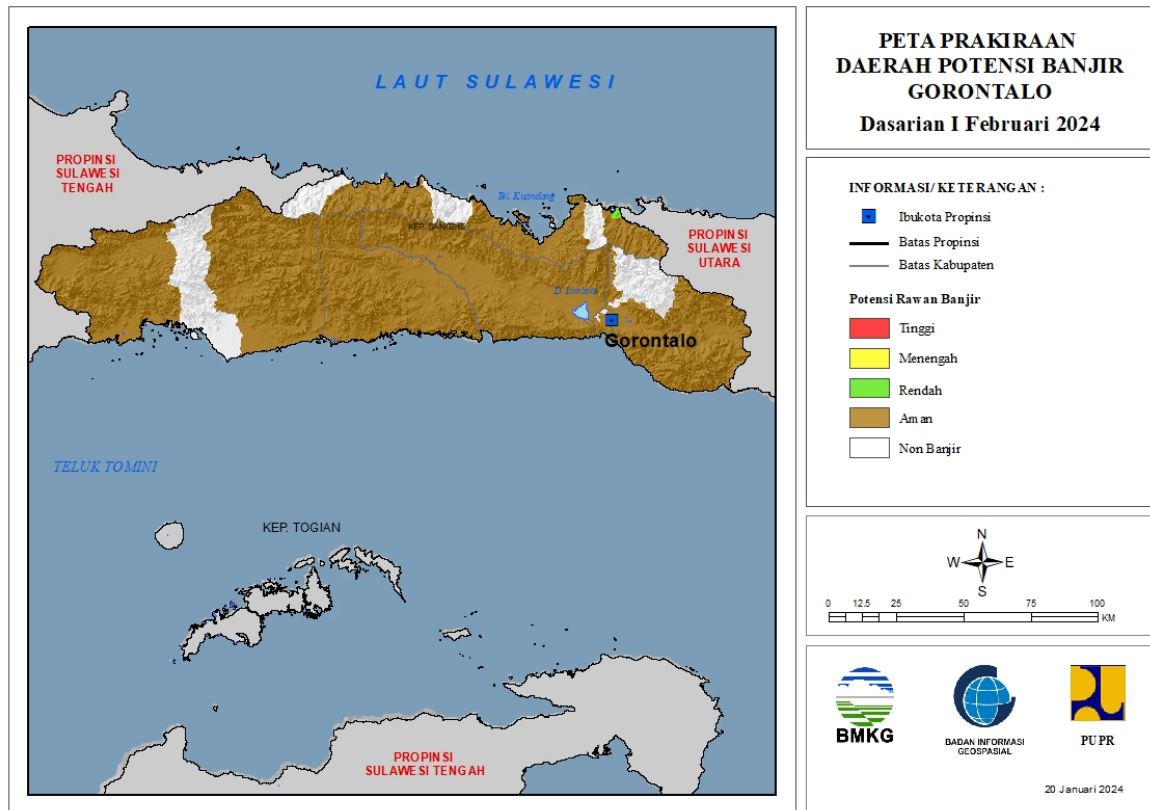 LAUT SULAWESI
PROPINSI
SULAWESI
TENGAH
Tel. Kwandang
KEP. SANGIHE
PROPINSI
SULAWESI
UTARA
D. Limboto
Gorontalo
TELUK TOMINI
KEP. TOGIAN
PROPINSI
SULAWESI TENGAH
PETA PRAKIRAAN
DAERAH POTENSI BANJIR
GORONTALO
Dasarian I Februari 2024
INFORMASI/ KETERANGAN :
Ibukota Propinsi
Batas Propinsi
Batas Kabupaten
Potensi Rawan Banjir
Tinggi
Menengah
Rendah
Aman
Non Banjir
N
W E
S
0 12.5 25 50 75 100
KM
BMKG
BADAN INFORMASI
GEOSPASIAL
PUPR
20 Januari 2024